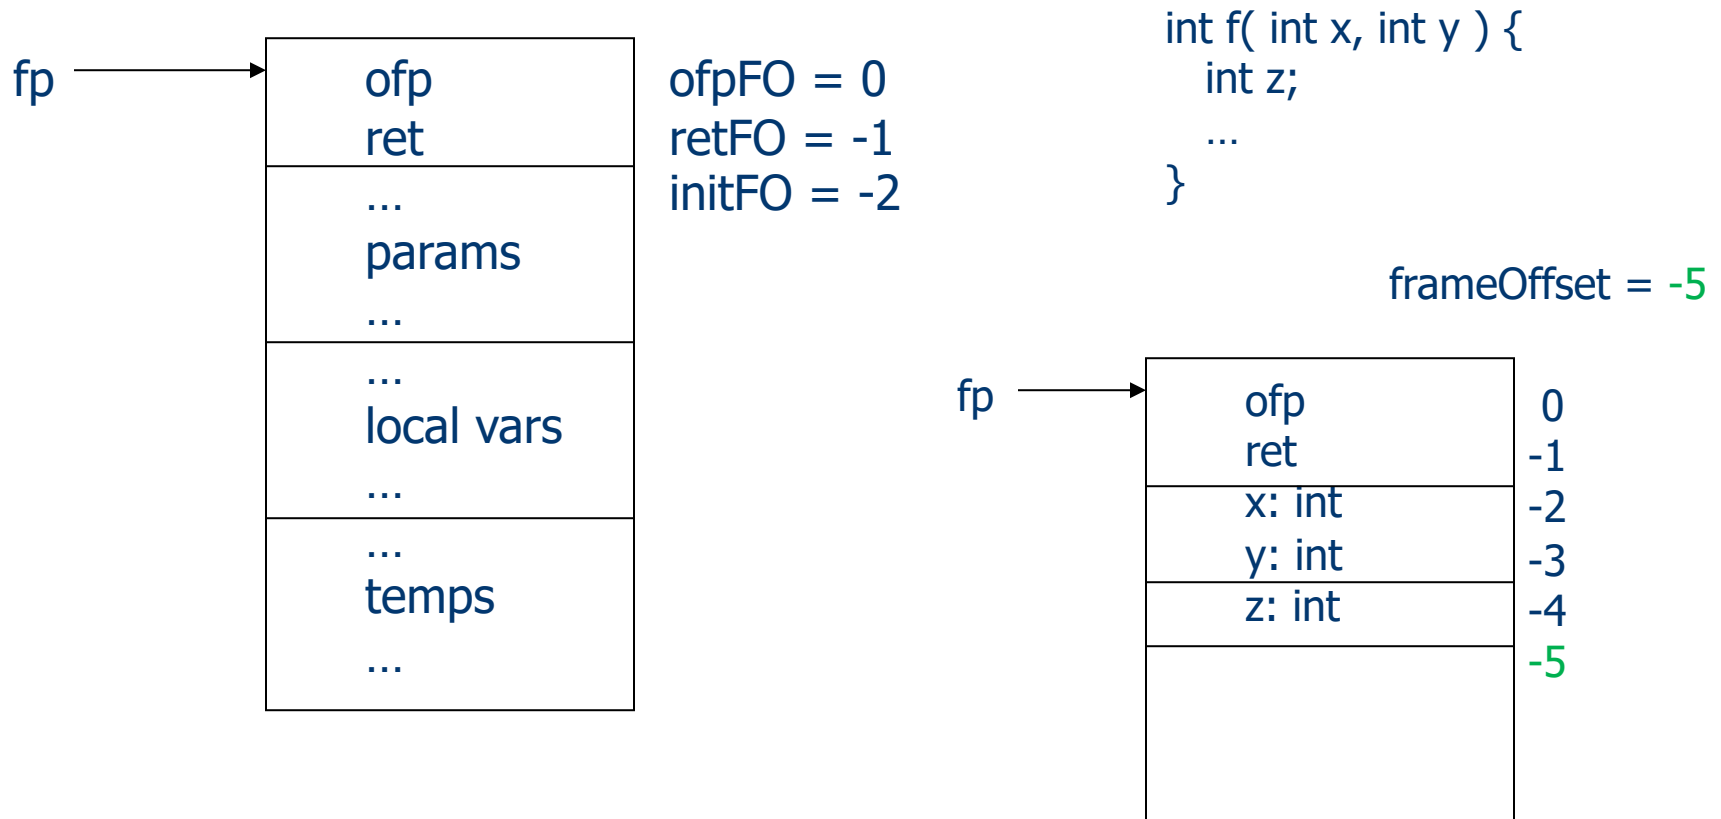 fp
ofp
ret
...
params
...
...
local vars
...
...
temps
...
ofpFO = 0
retFO = -1
initFO = -2
int f( int x, int y ) {
int z;
...
}
frameOffset = -5
fp
ofp 0
ret -1
x: int -2
y: int -3
z: int -4
-5